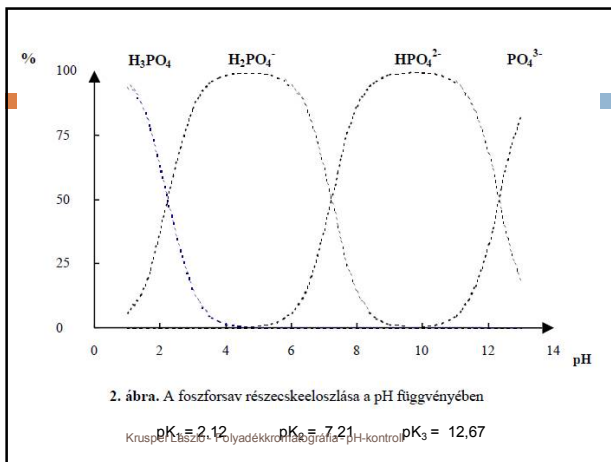 H₃PO₄ H₂PO₄⁻ HPO₄²⁻ PO₄³⁻
%
100
75
50
25
0
0 2 4 6 8 10 12 14
pH
2. ábra. A foszforsav részecskeeloszlása a pH függvényében
pK₁ = 2,12 pK₂ = 7,21 pK₃ = 12,67
Kruspér László - Folyadékkromatográfia - pH-kontroll